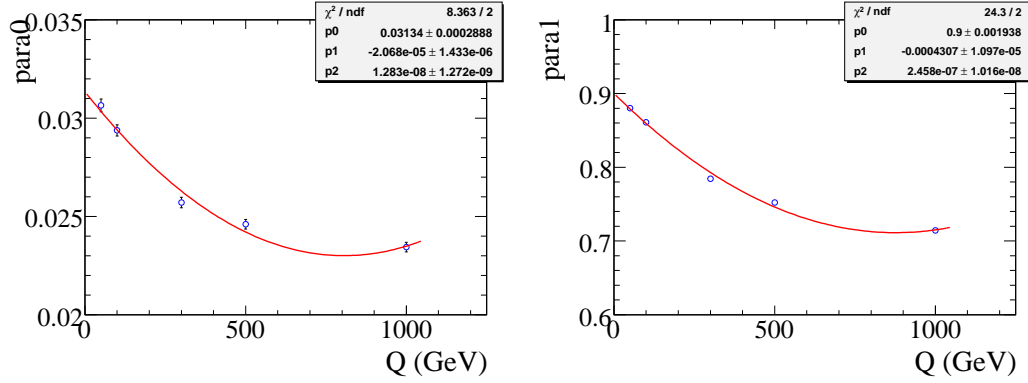 χ² / ndf 8.363 / 2
p0 0.03134 ± 0.0002888
p1 -2.068e-05 ± 1.433e-06
p2 1.283e-08 ± 1.272e-09
para0
0.035
0.03
0.025
0.02
0 500 1000
Q (GeV)
χ² / ndf 24.3 / 2
p0 0.9 ± 0.001938
p1 -0.0004307 ± 1.097e-05
p2 2.458e-07 ± 1.016e-08
para1
1
0.9
0.8
0.7
0.6
0 500 1000
Q (GeV)